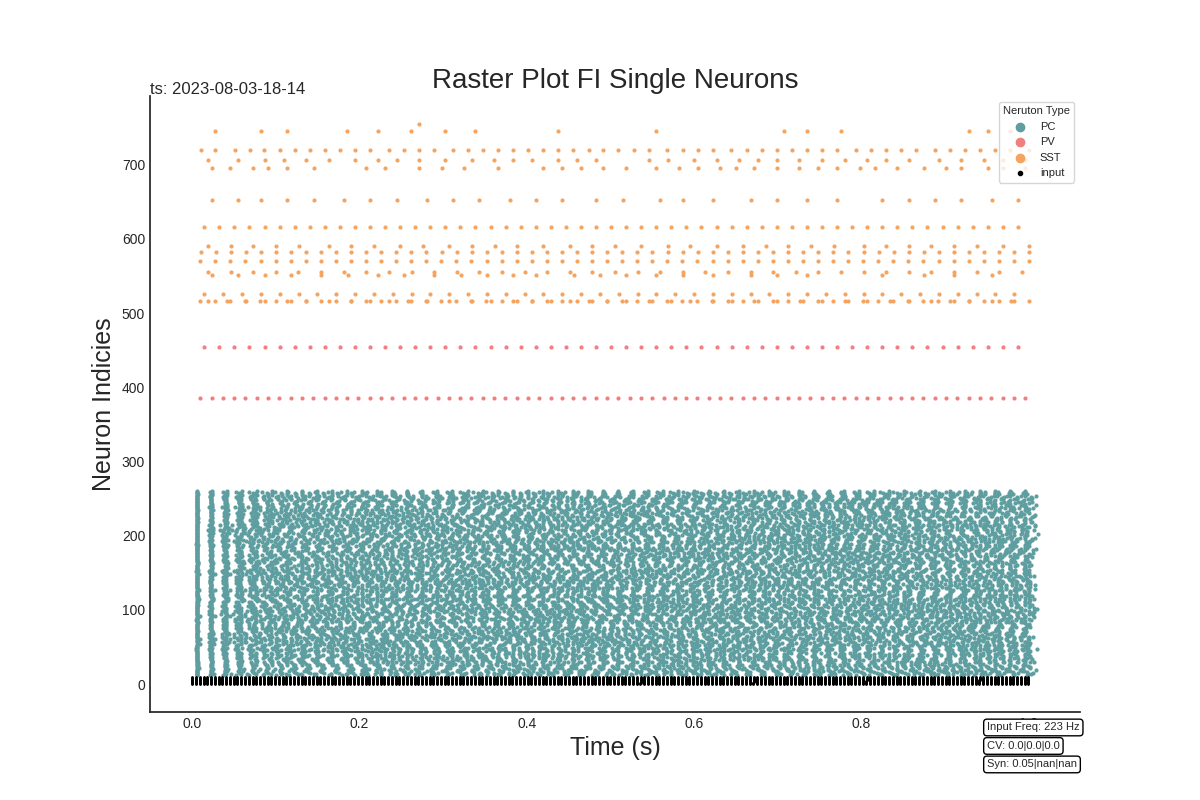 Raster Plot FI Single Neurons
ts: 2023-08-03-18-14
Neruton Type
PC
PV
SST
input
Neuron Indicies
700
600
500
400
300
200
100
0
0.0 0.2 0.4 0.6 0.8
Time (s)
Input Freq: 223 Hz
CV: 0.0|0.0|0.0
Syn: 0.05|nan|nan